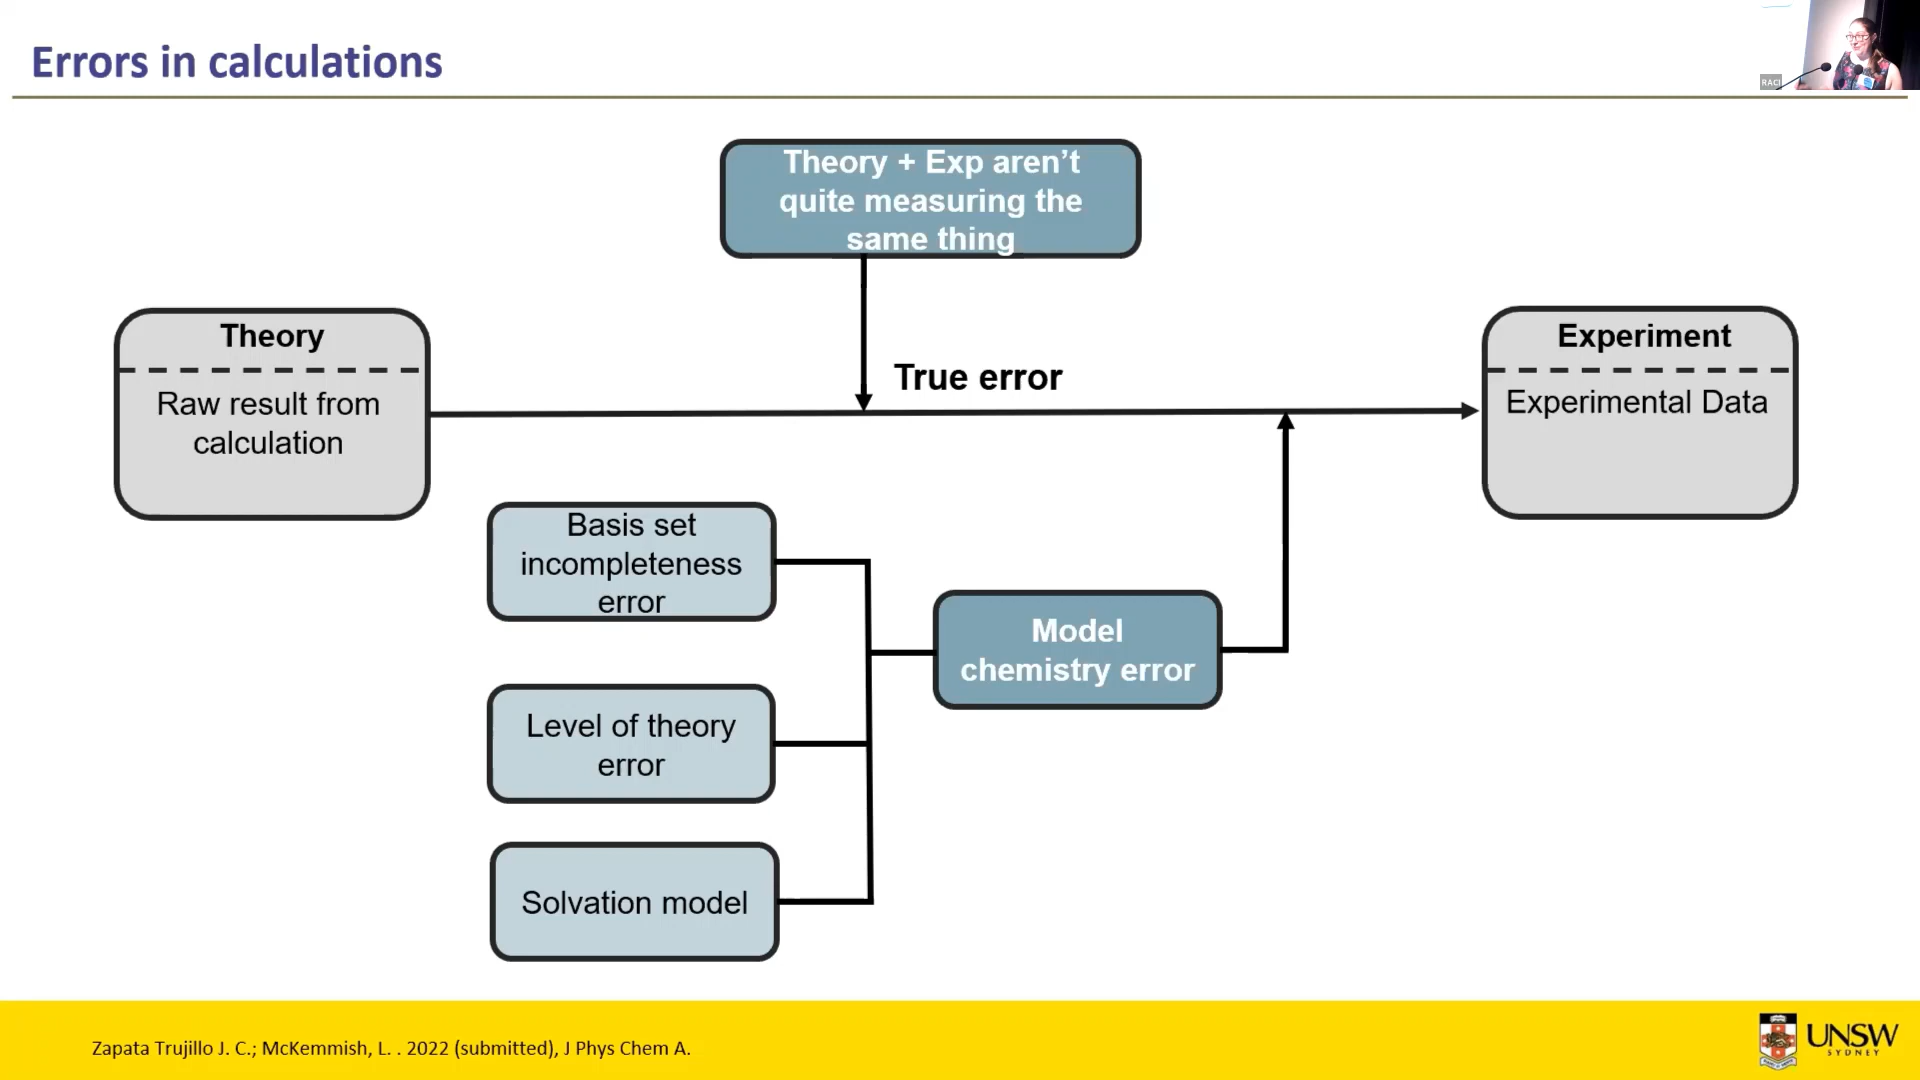 Errors in calculations
RACI
Theory + Exp aren’t
quite measuring the
same thing
Theory
Raw result from
calculation
True error
Experiment
Experimental Data
Basis set
incompleteness
error
Level of theory
error
Solvation model
Model
chemistry error
Zapata Trujillo J. C.; McKemmish, L. . 2022 (submitted), J Phys Chem A.
UNSW
SYDNEY